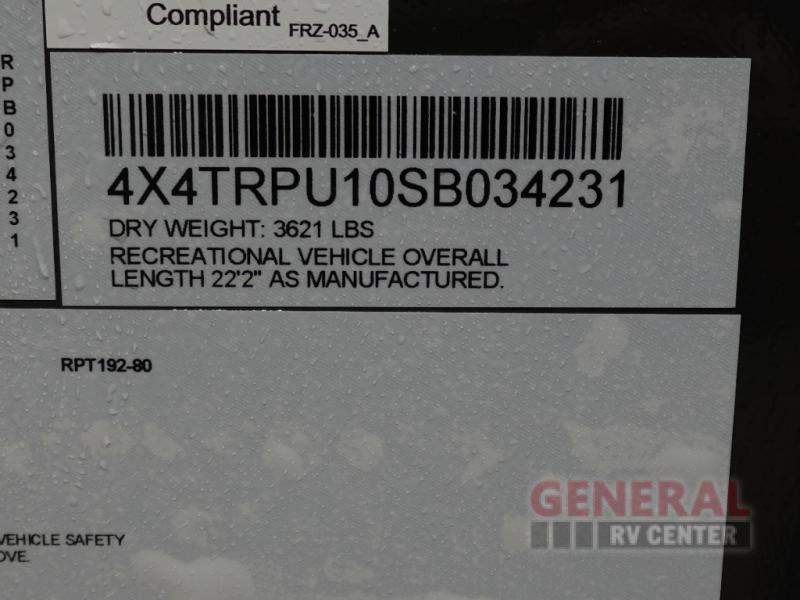 Compliant
FRZ-035_A
R
P
B
0
3
4
2
3
1
4X4TRPU10SB034231
DRY WEIGHT: 3621 LBS
RECREATIONAL VEHICLE OVERALL
LENGTH 22'2" AS MANUFACTURED.
RPT192-80
VEHICLE SAFETY
OVE.
GENERAL
RV CENTER